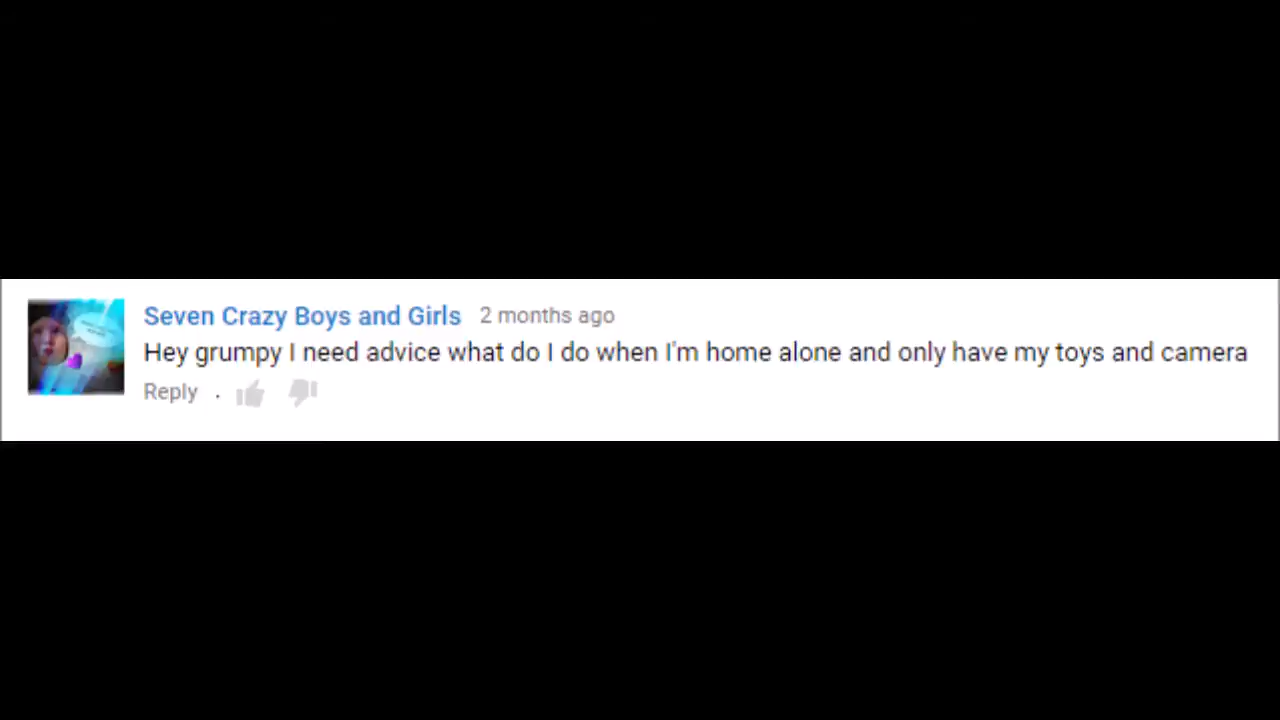 Seven Crazy Boys and Girls 2 months ago
Hey grumpy I need advice what do I do when I'm home alone and only have my toys and camera
Reply .